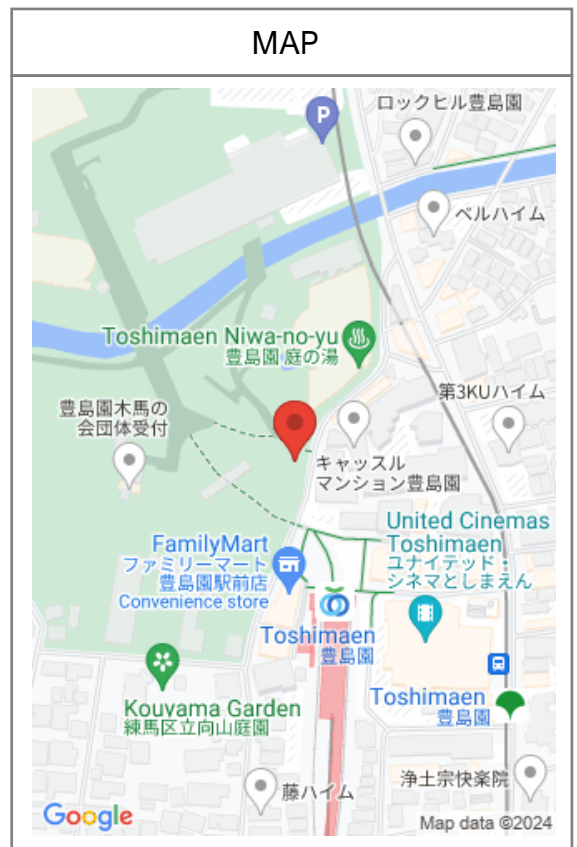 MAP
P
ロックヒル豊島園
ベルハイム
Toshimaen Niwa-no-yu
豊島園 庭の湯
第3KUハイム
豊島園木馬の
会団体受付
キャッスル
マンション豊島園
United Cinemas
Toshimaen
ユナイテッド・
シネマとしまえん
FamilyMart
ファミリーマート
豊島園駅前店
Convenience store
Toshimaen
豊島園
Toshimaen
豊島園
Kouyama Garden
練馬区立向山庭園
浄土宗快楽院
藤ハイム
Google
Map data ©2024